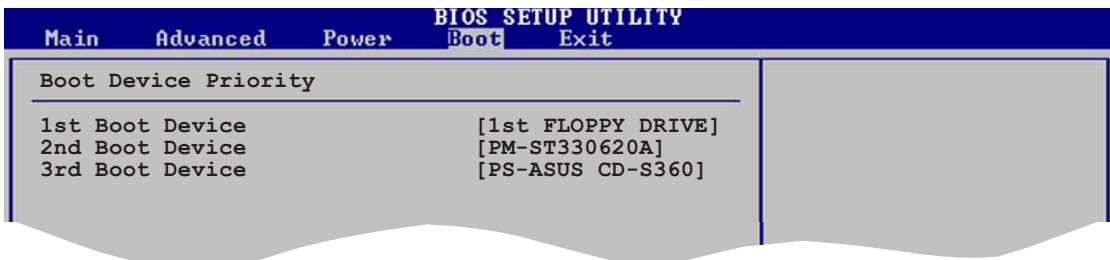 BIOS SETUP UTILITY
Main Advanced Power Boot Exit
Boot Device Priority
1st Boot Device [1st FLOPPY DRIVE]
2nd Boot Device [PM-ST330620A]
3rd Boot Device [PS-ASUS CD-S360]